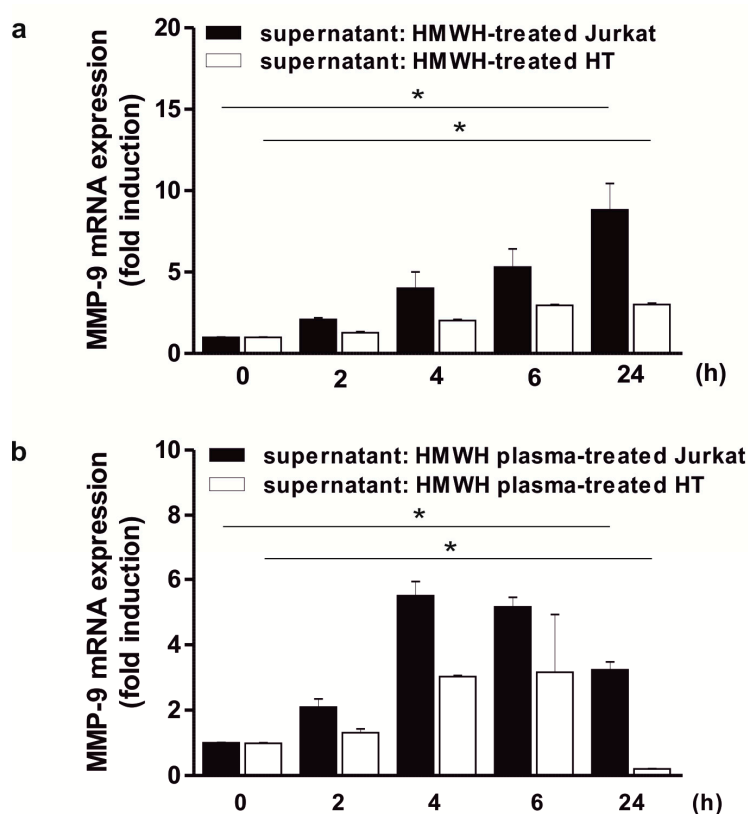 a
supernatant: HMWH-treated Jurkat
supernatant: HMWH-treated HT
MMP-9 mRNA expression
(fold induction)
20
15
10
5
0
*
*
0 2 4 6 24 (h)
b
supernatant: HMWH plasma-treated Jurkat
supernatant: HMWH plasma-treated HT
MMP-9 mRNA expression
(fold induction)
10
8
6
4
2
0
*
*
0 2 4 6 24 (h)